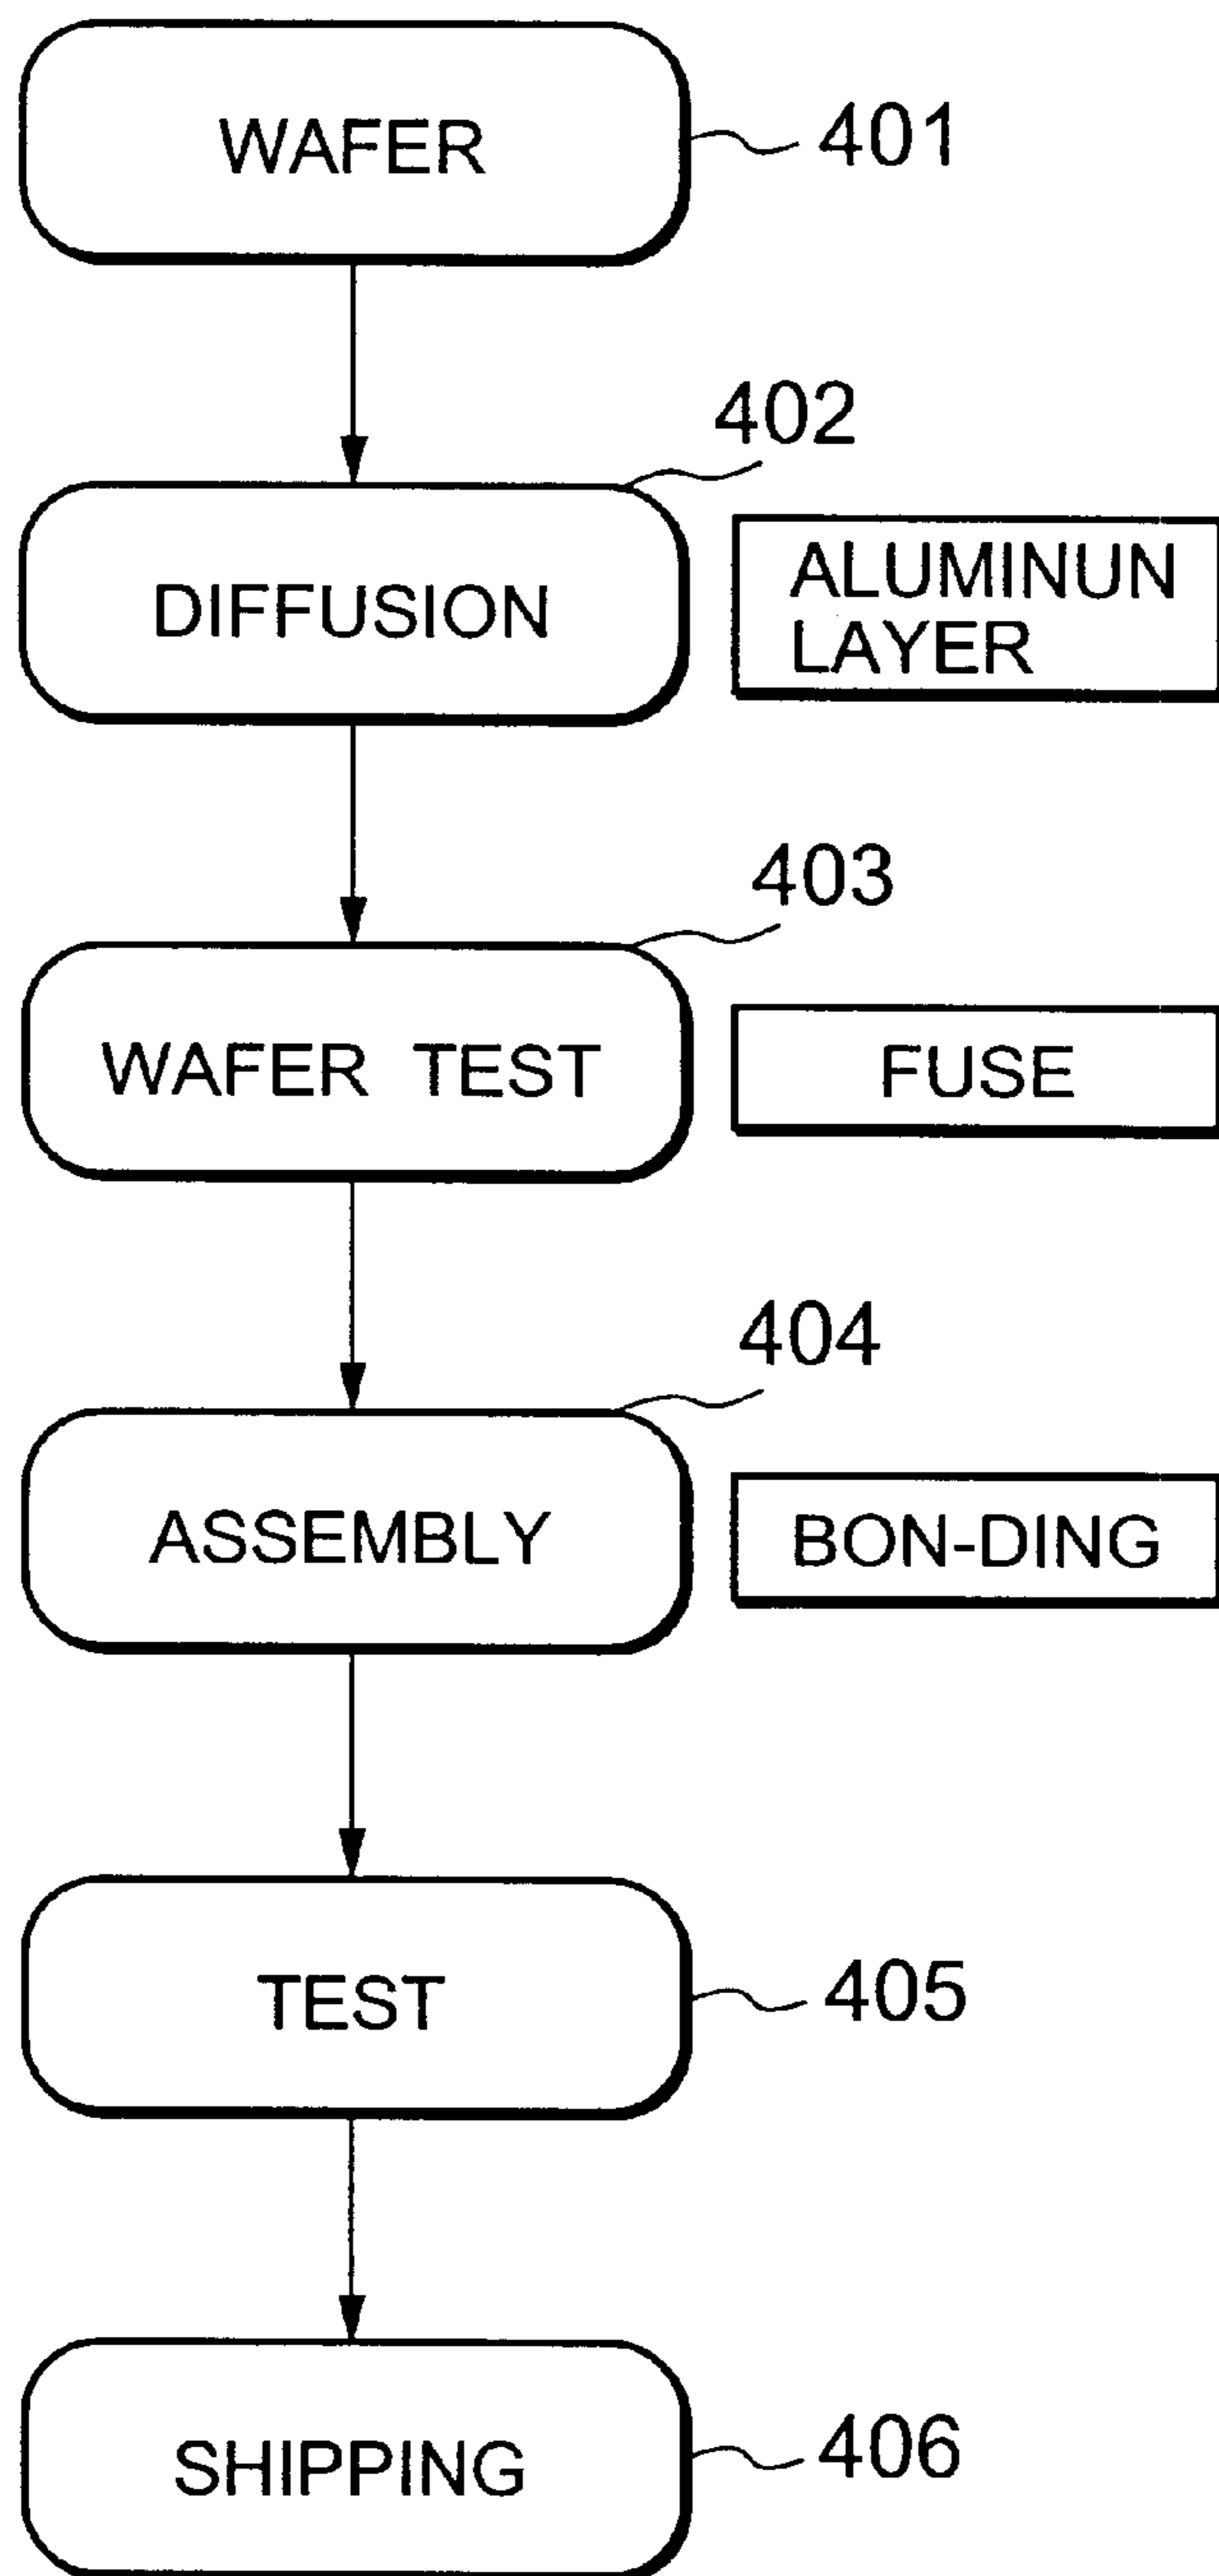 WAFER
401
402
DIFFUSION
ALUMINUN
LAYER
403
WAFER TEST
FUSE
404
ASSEMBLY
BON-DING
TEST
405
SHIPPING
406